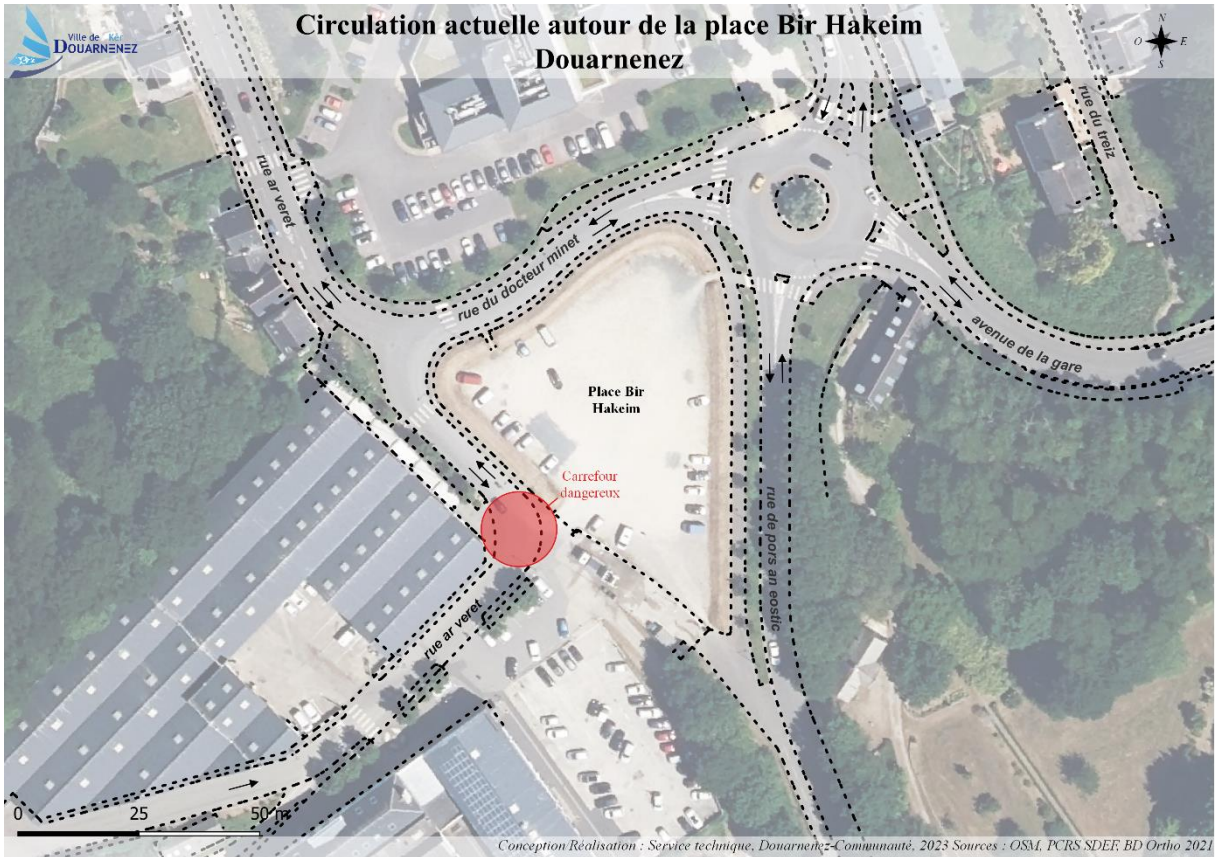 Circulation actuelle autour de la place Bir Hakeim
Douarnenez
Ville de Kêr
DOUARNENEZ
N
O E
S
rue du treiz
rue ar veret
rue du docteur minet
avenue de la gare
Place Bir
Hakeim
Carrefour
dangereux
rue de pors an eostic
rue ar veret
0 25 50 m
Conception Réalisation : Service technique, Douarnenez-Communauté, 2023 Sources : OSM, PCRS SDEF, BD Ortho 2021